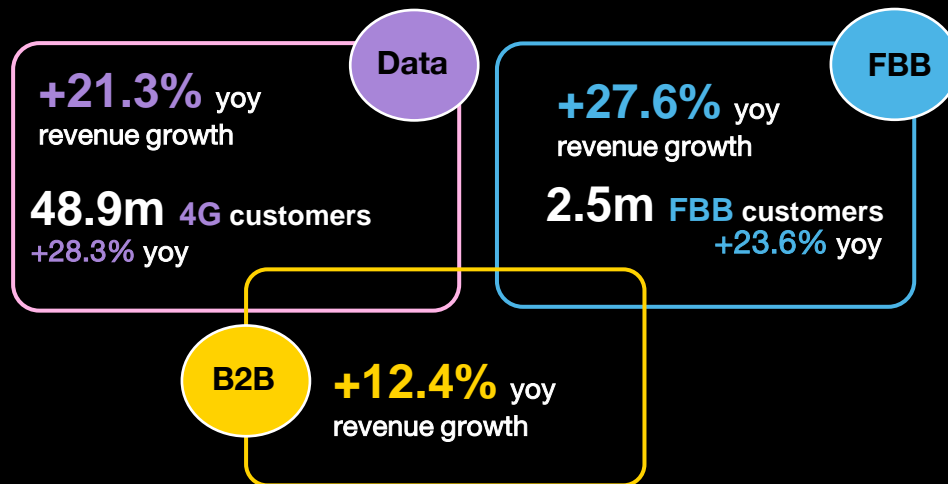 Data
+21.3% yoy
revenue growth
48.9m 4G customers
+28.3% yoy
FBB
+27.6% yoy
revenue growth
2.5m FBB customers
+23.6% yoy
B2B
+12.4% yoy
revenue growth